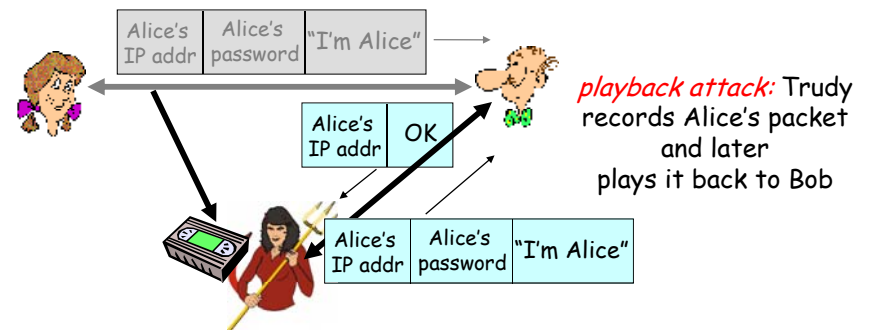 Alice's
IP addr
Alice's
password
"I'm Alice"
Alice's
IP addr
OK
playback attack: Trudy
records Alice's packet
and later
plays it back to Bob
Alice's
IP addr
Alice's
password
"I'm Alice"